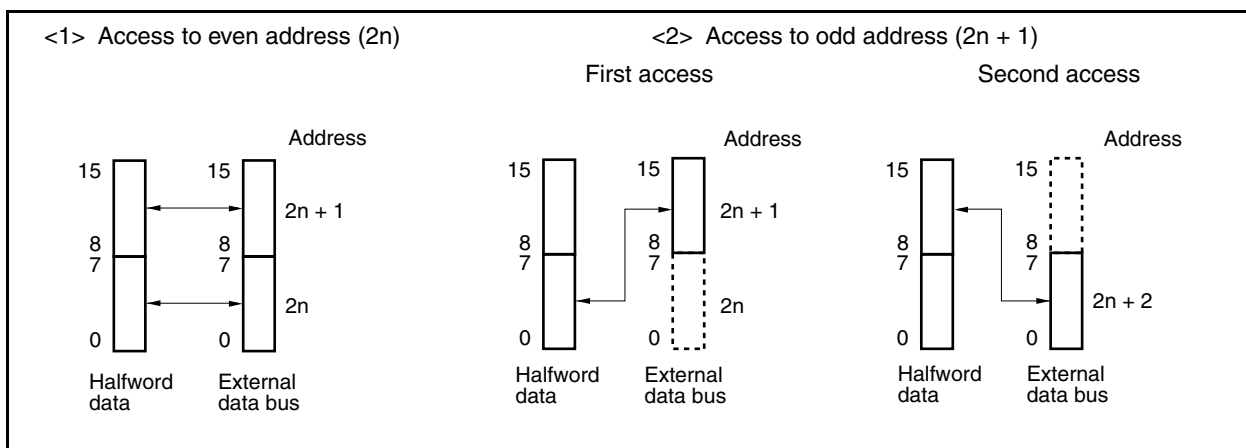 <1> Access to even address (2n)
<2> Access to odd address (2n + 1)
First access
Second access
Address
15
15
2n + 1
8
8
7
7
2n
0
0
Halfword
data
External
data bus
15
15
2n + 1
8
7
7
2n
0
0
Halfword
data
External
data bus
Address
15
15
8
8
7
7
2n + 2
0
0
Halfword
data
External
data bus